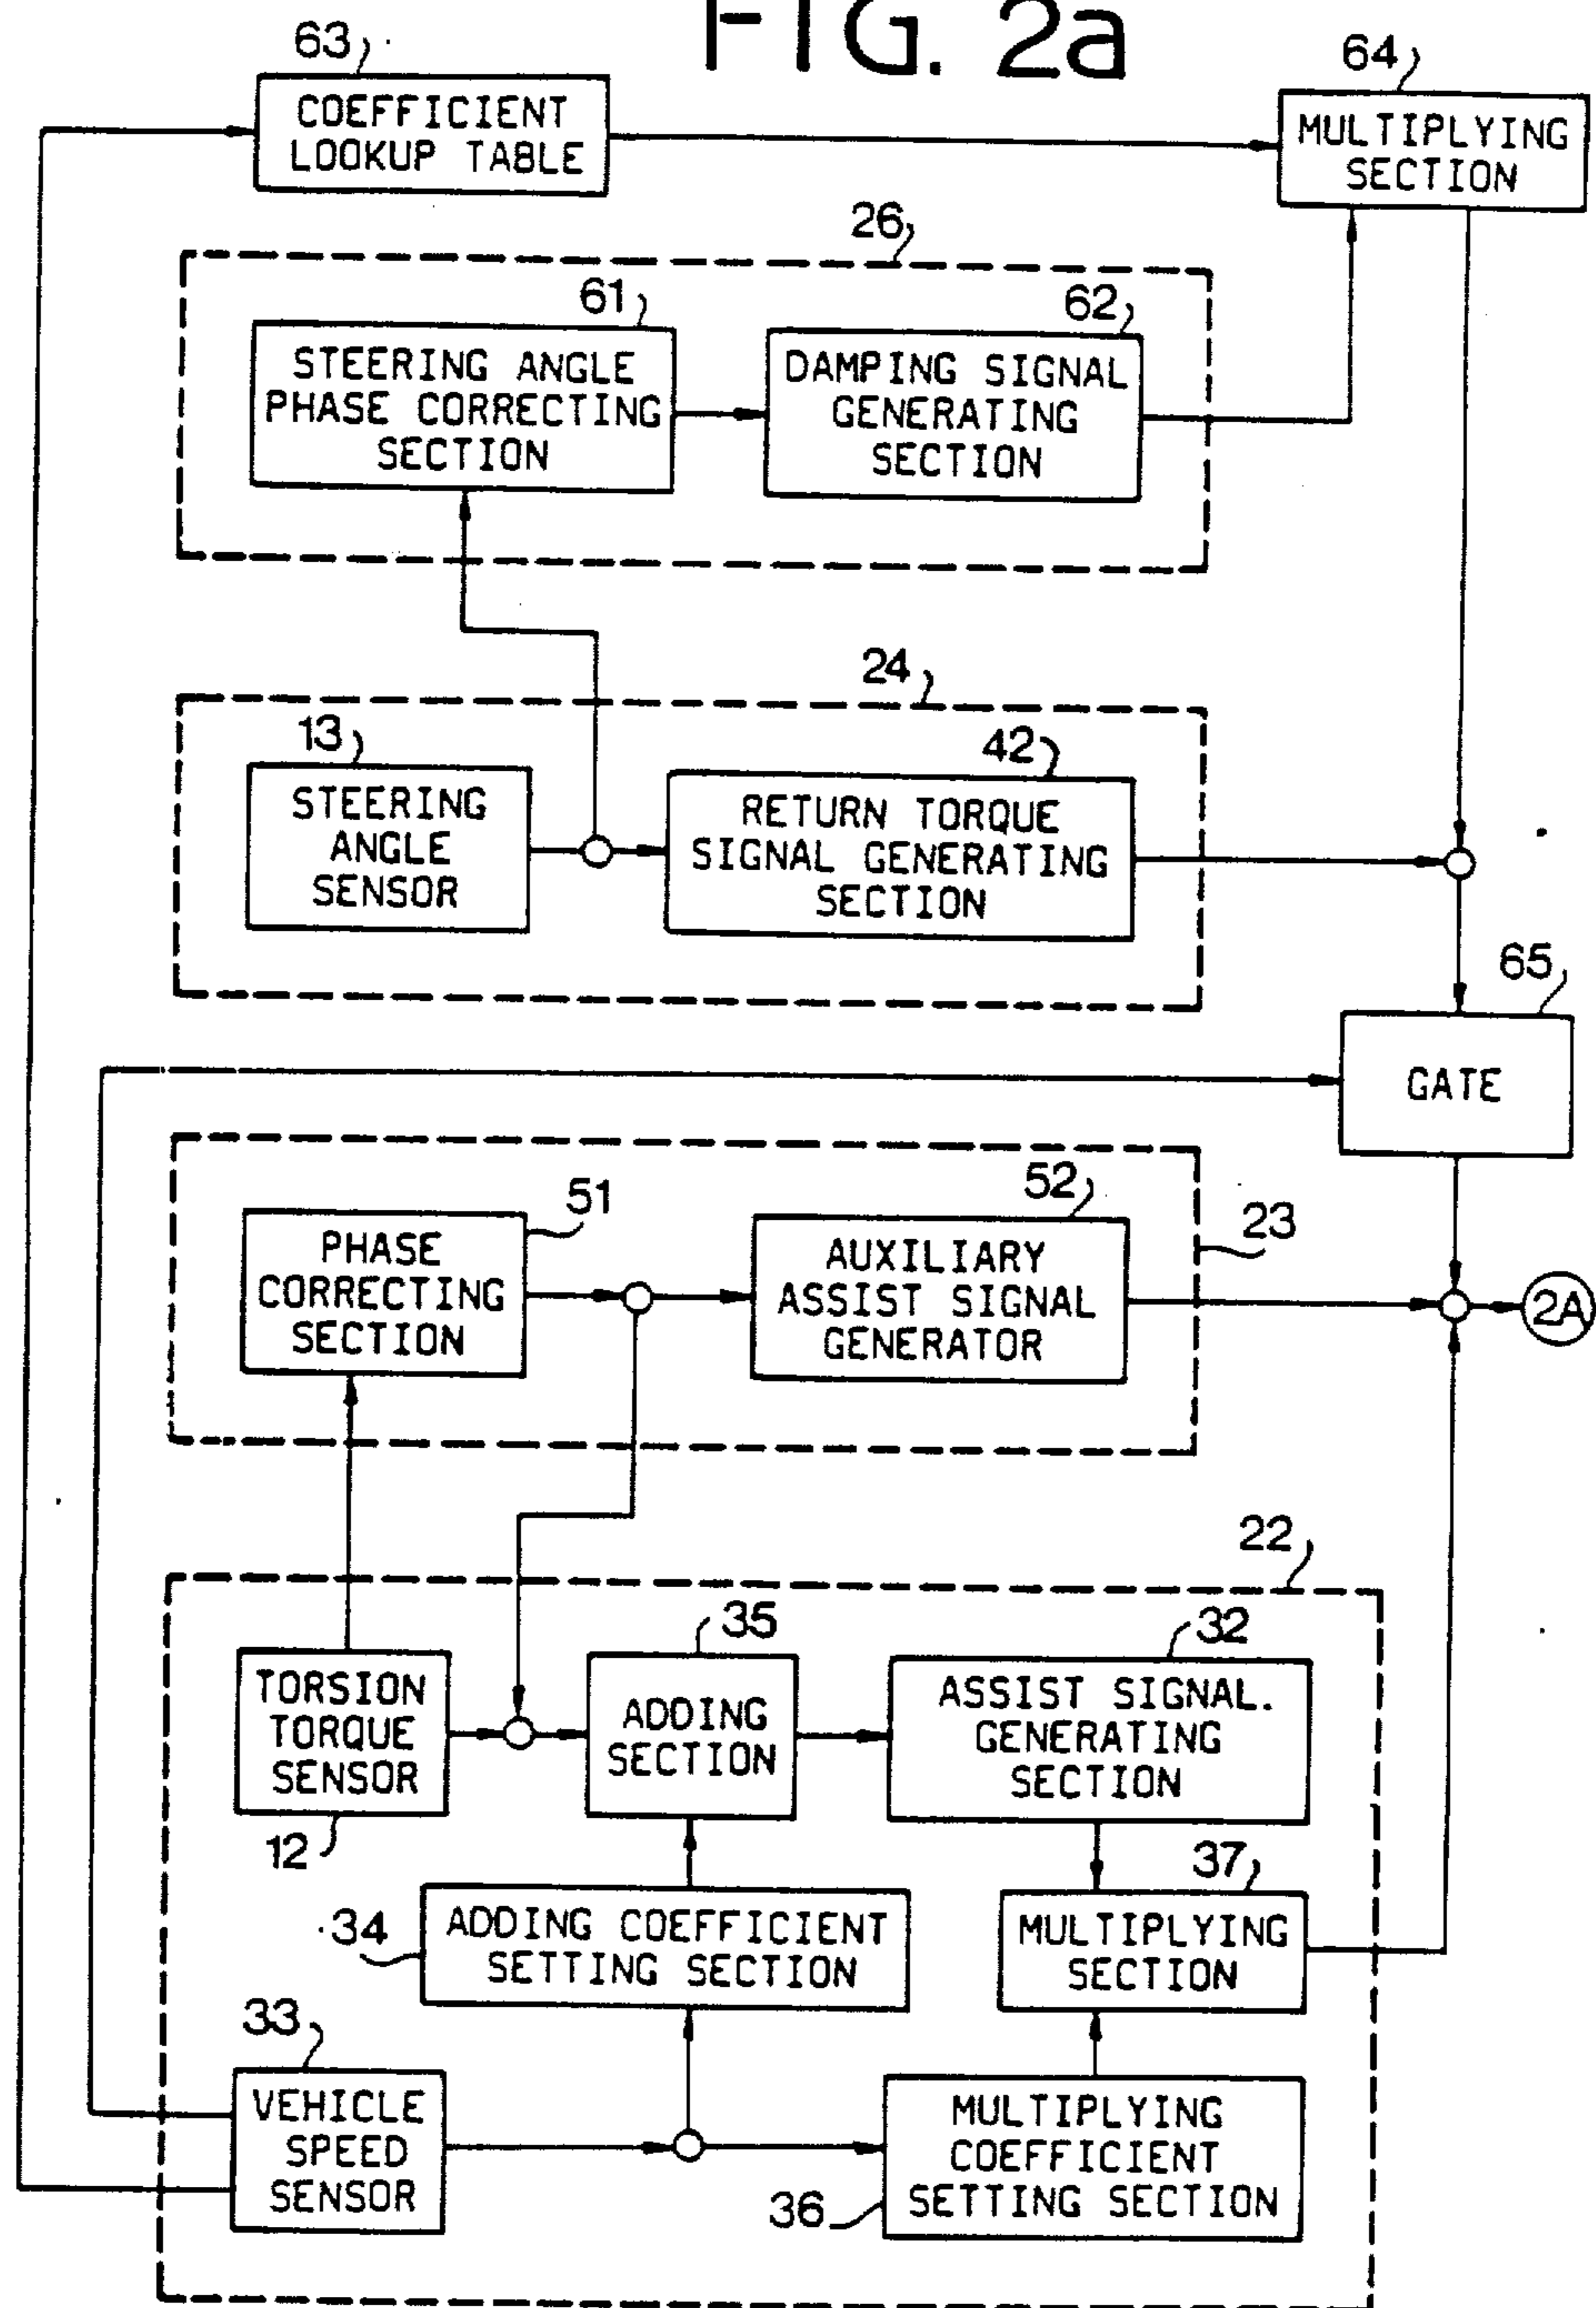 FIG. 2a
63
COEFFICIENT
LOOKUP TABLE
64
MULTIPLYING
SECTION
26
61
STEERING ANGLE
PHASE CORRECTING
SECTION
62
DAMPING SIGNAL
GENERATING
SECTION
24
13
STEERING
ANGLE
SENSOR
42
RETURN TORQUE
SIGNAL GENERATING
SECTION
65
GATE
51
PHASE
CORRECTING
SECTION
52
AUXILIARY
ASSIST SIGNAL
GENERATOR
23
2A
22
TORSION
TORQUE
SENSOR
12
35
ADDING
SECTION
32
ASSIST SIGNAL.
GENERATING
SECTION
34
ADDING COEFFICIENT
SETTING SECTION
37
MULTIPLYING
SECTION
33
VEHICLE
SPEED
SENSOR
36
MULTIPLYING
COEFFICIENT
SETTING SECTION